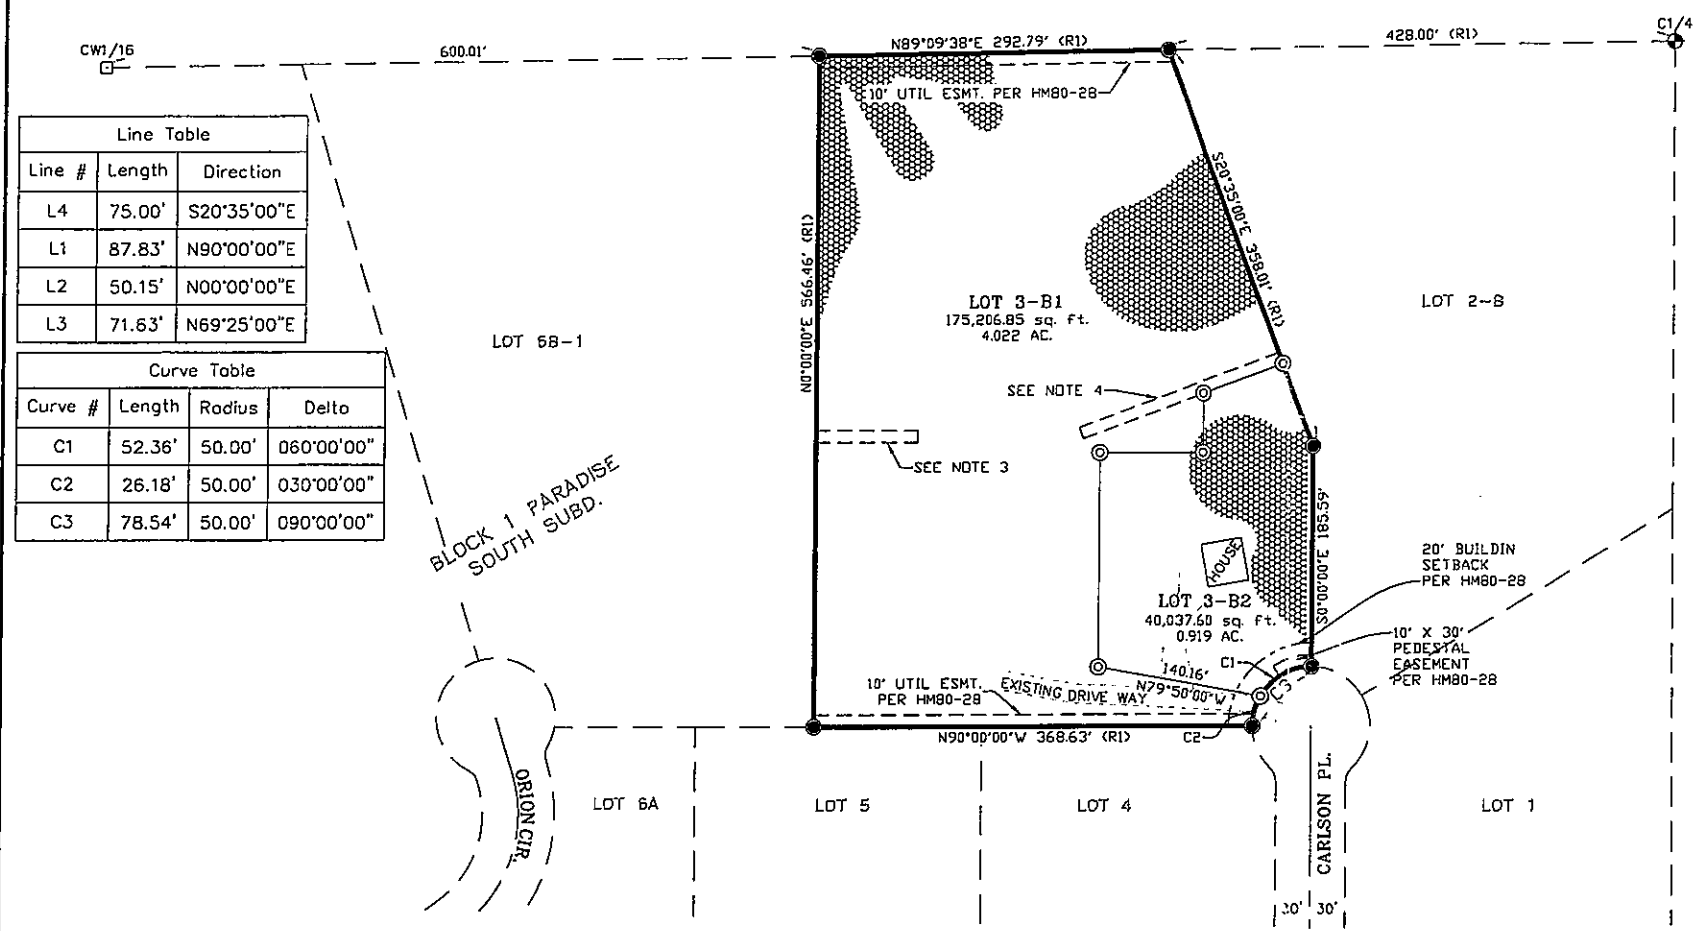 CW1/16
600.01'
N89°09'38"E 292.79' (R1)
428.00' (R1)
C1/4
10' UTIL ESMT. PER HM80-28
Line Table
Line # Length Direction
L4 75.00' S20°35'00"E
L1 87.83' N90°00'00"E
L2 50.15' N00°00'00"E
L3 71.63' N69°25'00"E
Curve Table
Curve # Length Radius Delta
C1 52.36' 50.00' 060°00'00"
C2 26.18' 50.00' 030°00'00"
C3 78.54' 50.00' 090°00'00"
S20°35'00"E 358.01' (R1)
N0°00'00"E 566.46' (R1)
LOT 3-B1
175,206.85 sq. ft.
4.022 AC.
LOT 2-B
LOT 6B-1
SEE NOTE 4
SEE NOTE 3
BLOCK 1 PARADISE
SOUTH SUBD.
HOUSE
S0°00'00"E 185.59'
20' BUILDIN
SETBACK
PER HM80-28
LOT 3-B2
40,037.60 sq. ft.
0.919 AC.
10' X 30'
PEDESTAL
EASEMENT
PER HM80-28
C1
C3
140.16'
N79°50'00"W
10' UTIL ESMT.
PER HM80-28
EXISTING DRIVE WAY
N90°00'00"W 368.63' (R1)
C2
ORION CIR.
LOT 6A
LOT 5
LOT 4
CARLSON PL.
LOT 1
30' 30'